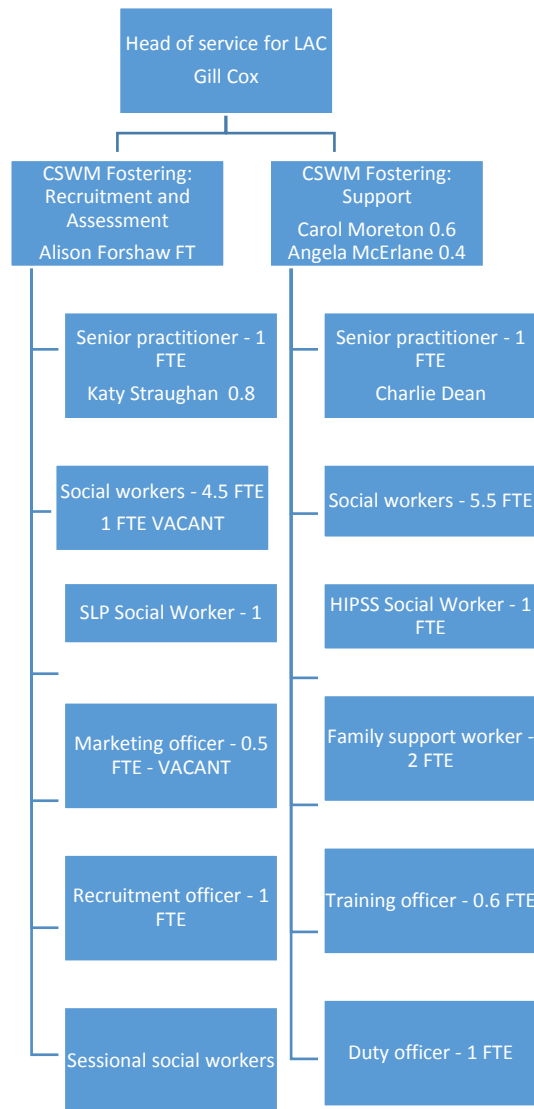 Head of service for LAC
Gill Cox
CSWM Fostering:
Recruitment and
Assessment
Alison Forshaw FT
CSWM Fostering:
Support
Carol Moreton 0.6
Angela McErlane 0.4
Senior practitioner - 1
FTE
Katy Straughan 0.8
Social workers - 4.5 FTE
1 FTE VACANT
SLP Social Worker - 1
Marketing officer - 0.5
FTE - VACANT
Recruitment officer - 1
FTE
Sessional social workers
Senior practitioner - 1
FTE
Charlie Dean
Social workers - 5.5 FTE
HIPSS Social Worker - 1
FTE
Family support worker -
2 FTE
Training officer - 0.6 FTE
Duty officer - 1 FTE